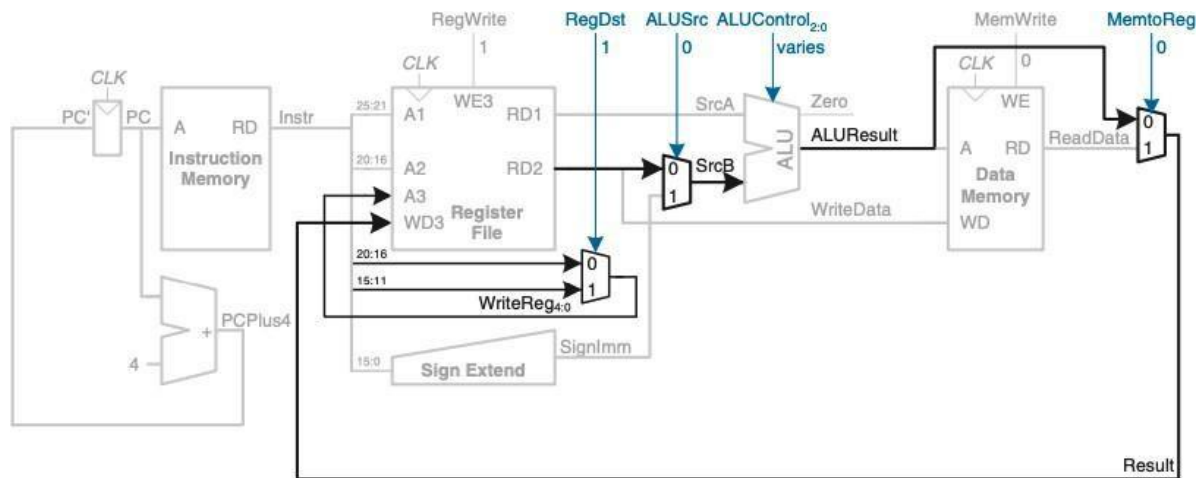 RegWrite RegDst ALUSrc ALUControl2:0 MemWrite MemtoReg
1 1 0 varies 0 0
CLK CLK CLK
PC' PC A RD Instr 25:21 A1 WE3 RD1 SrcA Zero WE
Instruction Memory
20:16 A2 RD2 0 SrcB ALU ALUResult A RD ReadData 0
1 1
A3
WD3 Register File
Data Memory
WriteData WD
20:16 0
15:11 1
WriteReg4:0
PCPlus4
+
4
15:0 Sign Extend SignImm
Result